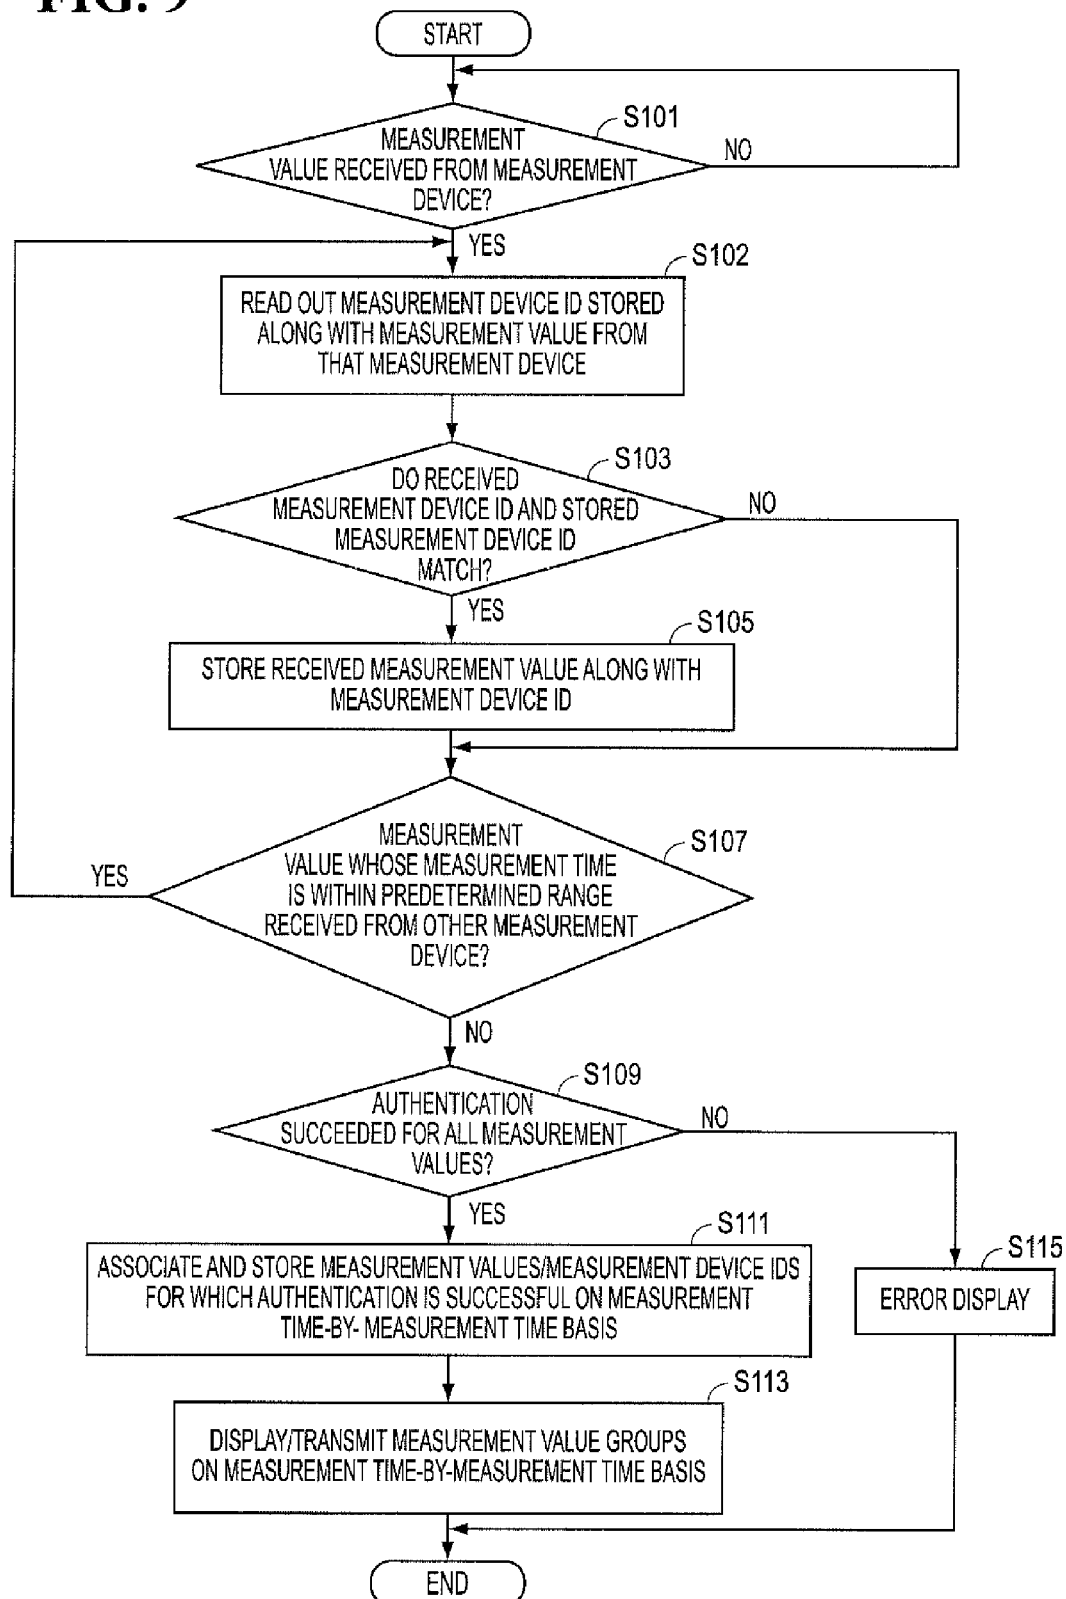 FIG. 9
START
S101
MEASUREMENT
VALUE RECEIVED FROM MEASUREMENT
DEVICE?
NO
YES
S102
READ OUT MEASUREMENT DEVICE ID STORED
ALONG WITH MEASUREMENT VALUE FROM
THAT MEASUREMENT DEVICE
S103
DO RECEIVED
MEASUREMENT DEVICE ID AND STORED
MEASUREMENT DEVICE ID
MATCH?
NO
YES
S105
STORE RECEIVED MEASUREMENT VALUE ALONG WITH
MEASUREMENT DEVICE ID
S107
MEASUREMENT
VALUE WHOSE MEASUREMENT TIME
IS WITHIN PREDETERMINED RANGE
RECEIVED FROM OTHER MEASUREMENT
DEVICE?
YES
NO
S109
AUTHENTICATION
SUCCEEDED FOR ALL MEASUREMENT
VALUES?
NO
YES
S111
ASSOCIATE AND STORE MEASUREMENT VALUES/MEASUREMENT DEVICE IDS
FOR WHICH AUTHENTICATION IS SUCCESSFUL ON MEASUREMENT
TIME-BY- MEASUREMENT TIME BASIS
S115
ERROR DISPLAY
S113
DISPLAY/TRANSMIT MEASUREMENT VALUE GROUPS
ON MEASUREMENT TIME-BY-MEASUREMENT TIME BASIS
END